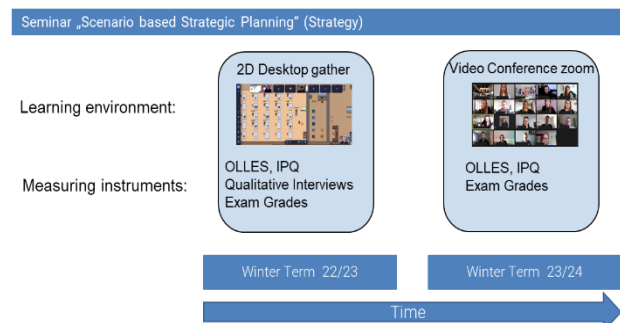 Seminar „Scenario based Strategic Planning“ (Strategy)
2D Desktop gather
Video Conference zoom
Learning environment:
Measuring instruments:
OLLES, IPQ
Qualitative Interviews
Exam Grades
OLLES, IPQ
Exam Grades
Winter Term 22/23
Winter Term 23/24
Time